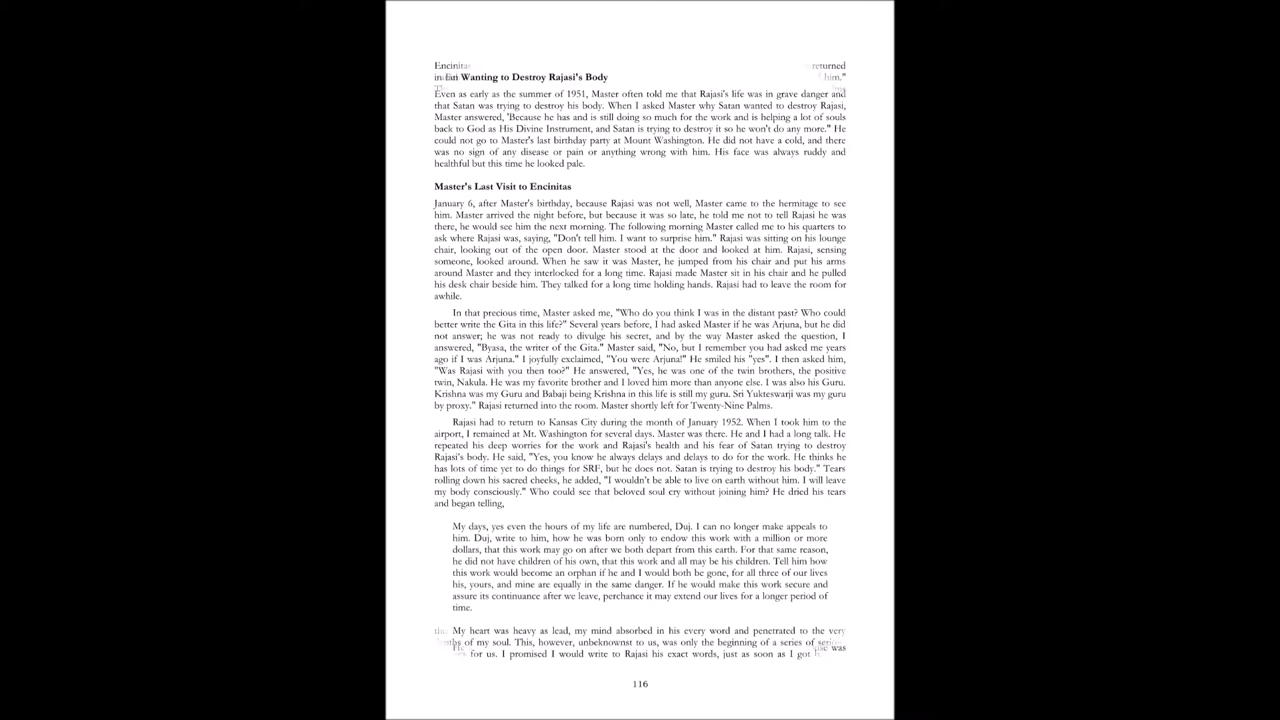 Encinitas returned
in Wanting to Destroy Rajasi's Body him."
Even as early as the summer of 1951, Master often told me that Rajasi's life was in grave danger and
that Satan was trying to destroy his body. When I asked Master why Satan wanted to destroy Rajasi,
Master answered, 'Because he has and is still doing so much for the work and is helping a lot of souls
back to God as His Divine Instrument, and Satan is trying to destroy it so he won't do any more." He
could not go to Master's last birthday party at Mount Washington. He did not have a cold, and there
was no sign of any disease or pain or anything wrong with him. His face was always ruddy and
healthful but this time he looked pale.
Master's Last Visit to Encinitas
January 6, after Master's birthday, because Rajasi was not well, Master came to the hermitage to see
him. Master arrived the night before, but because it was so late, he told me not to tell Rajasi he was
there, he would see him the next morning. The following morning Master called me to his quarters to
ask where Rajasi was, saying, "Don't tell him. I want to surprise him." Rajasi was sitting on his lounge
chair, looking out of the open door. Master stood at the door and looked at him. Rajasi, sensing
someone, looked around. When he saw it was Master, he jumped from his chair and put his arms
around Master and they interlocked for a long time. Rajasi made Master sit in his chair and he pulled
his desk chair beside him. They talked for a long time holding hands. Rajasi had to leave the room for
awhile.
In that precious time, Master asked me, "Who do you think I was in the distant past? Who could
better write the Gita in this life?" Several years before, I had asked Master if he was Arjuna, but he did
not answer; he was not ready to divulge his secret, and by the way Master asked the question, I
answered, "Byasa, the writer of the Gita." Master said, "No, but I remember you had asked me years
ago if I was Arjuna." I joyfully exclaimed, "You were Arjuna!" He smiled his "yes". I then asked him,
"Was Rajasi with you then too?" He answered, "Yes, he was one of the twin brothers, the positive
twin, Nakula. He was my favorite brother and I loved him more than anyone else. I was also his Guru.
Krishna was my Guru and Babaji being Krishna in this life is still my guru. Sri Yukteswarji was my guru
by proxy." Rajasi returned into the room. Master shortly left for Twenty-Nine Palms.
Rajasi had to return to Kansas City during the month of January 1952. When I took him to the
airport, I remained at Mt. Washington for several days. Master was there. He and I had a long talk. He
repeated his deep worries for the work and Rajasi's health and his fear of Satan trying to destroy
Rajasi's body. He said, "Yes, you know he always delays and delays to do for the work. He thinks he
has lots of time yet to do things for SRF, but he does not. Satan is trying to destroy his body." Tears
rolling down his sacred cheeks, he added, "I wouldn't be able to live on earth without him. I will leave
my body consciously." Who could see that beloved soul cry without joining him? He dried his tears
and began telling,
My days, yes even the hours of my life are numbered, Duj. I can no longer make appeals to
him. Duj, write to him, how he was born only to endow this work with a million or more
dollars, that this work may go on after we both depart from this earth. For that same reason,
he did not have children of his own, that this work and all may be his children. Tell him how
this work would become an orphan if he and I would both be gone, for all three of our lives
his, yours, and mine are equally in the same danger. If he would make this work secure and
assure its continuance after we leave, perchance it may extend our lives for a longer period of
time.
My heart was heavy as lead, my mind absorbed in his every word and penetrated to the very
of my soul. This, however, unbeknownst to us, was only the beginning of a series of
for us. I promised I would write to Rajasi his exact words, just as soon as I got was
116